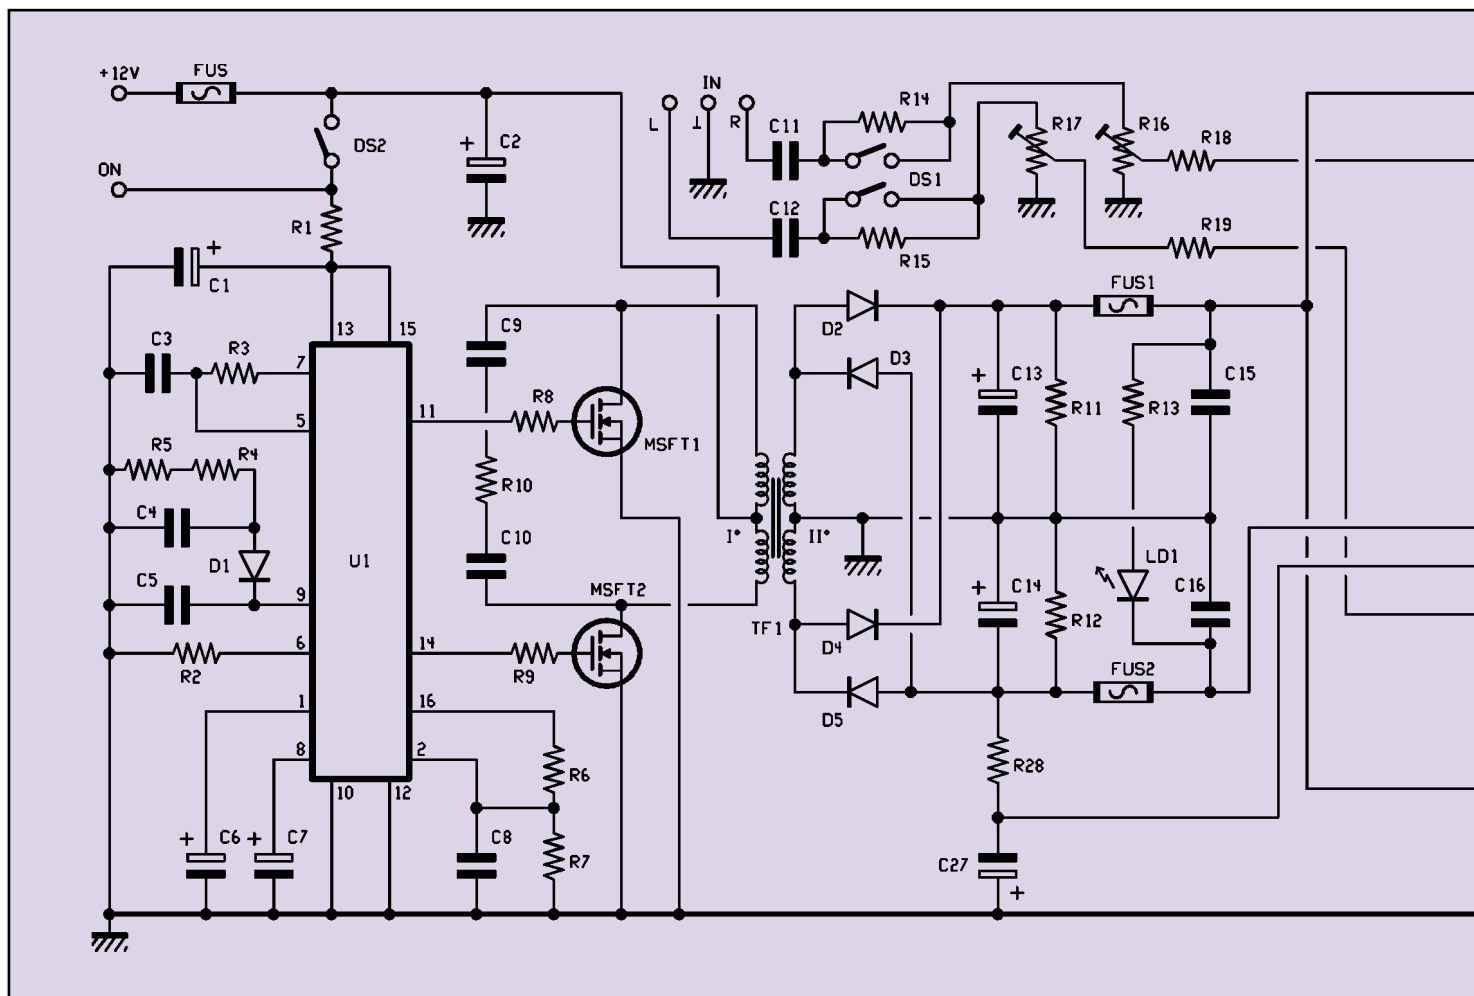 +12V
FUS
IN
R14
L
⊥
R
C11
R17
R16
R18
DS2
C2
+
ON
DS1
R1
C12
R19
+
C1
R15
FUS1
13
15
C9
D2
C3
R3
7
D3
+
C13
C15
R8
R11
R13
5
11
MSFT1
R5
R4
R10
C4
I°
II°
C10
U1
D1
LD1
C5
9
MSFT2
+
C14
C16
TF1
R12
6
14
D4
R2
R9
FUS2
1
16
D5
8
2
R28
R6
10
12
+
C6
+
C7
C8
R7
C27
+